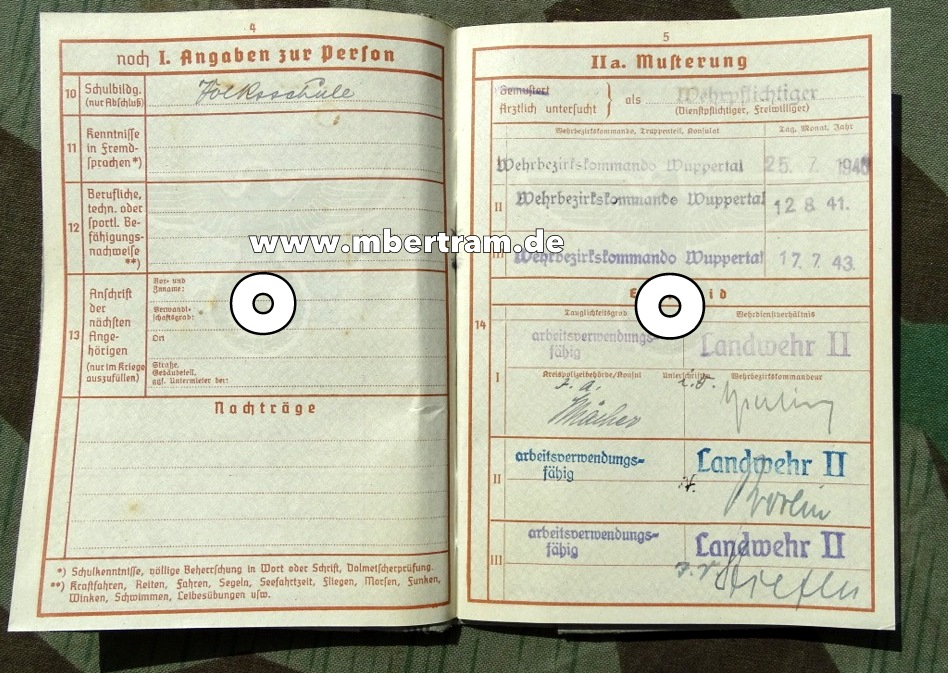 4
noch I. Angaben zur Person
10 Schulbildg. (nur Abschluß)
Volksschule
11 Kenntnisse in Fremd-
sprachen*)
12 Berufliche,
techn. oder
sportl. Be-
fähigungs-
nachweise
**)
13 Anschrift
der
nächsten
Ange-
hörigen
(nur im Kriege
auszufüllen)
Vor- und
Zuname:
Verwandt-
schaftsgrad:
Ort
Straße,
Gebäudeteil,
ggf. Untermieter bei:
Nachträge
*) Schulkenntnisse, völlige Beherrschung in Wort oder Schrift, Dolmetscherprüfung.
**) Kraftfahren, Reiten, Fahren, Segeln, Seefahrtzeit, Fliegen, Morsen, Funken,
Winken, Schwimmen, Leibesübungen usw.
5
IIa. Musterung
Gemustert
Ärztlich untersucht } als Wehrpflichtiger
(Dienstpflichtiger, Freiwilliger)
Wehrbezirkskommando, Truppenteil, Konsulat
Tag, Monat, Jahr
Wehrbezirkskommando Wuppertal 25. 7. 1940
II Wehrbezirkskommando Wuppertal 12. 8. 41.
III Wehrbezirkskommando Wuppertal 17. 7. 43.
14
Tauglichkeitsgrad
Wehrdienstverhältnis
I
arbeitsverwendungs-
fähig
Landwehr II
Kreispolizeibehörde/Konsul
Unterschriften
Wehrbezirkskommandeur
II
arbeitsverwendungs-
fähig
Landwehr II
III
arbeitsverwendungs-
fähig
Landwehr II
www.mbertram.de